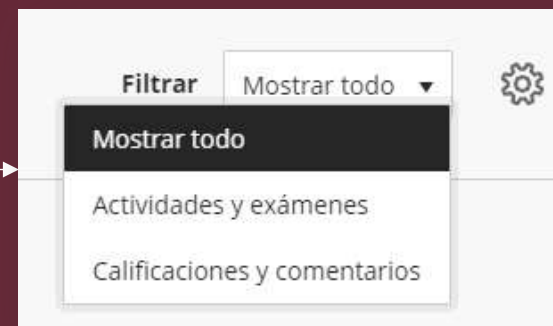 Filtrar Mostrar todo
Mostrar todo
Actividades y exámenes
Calificaciones y comentarios